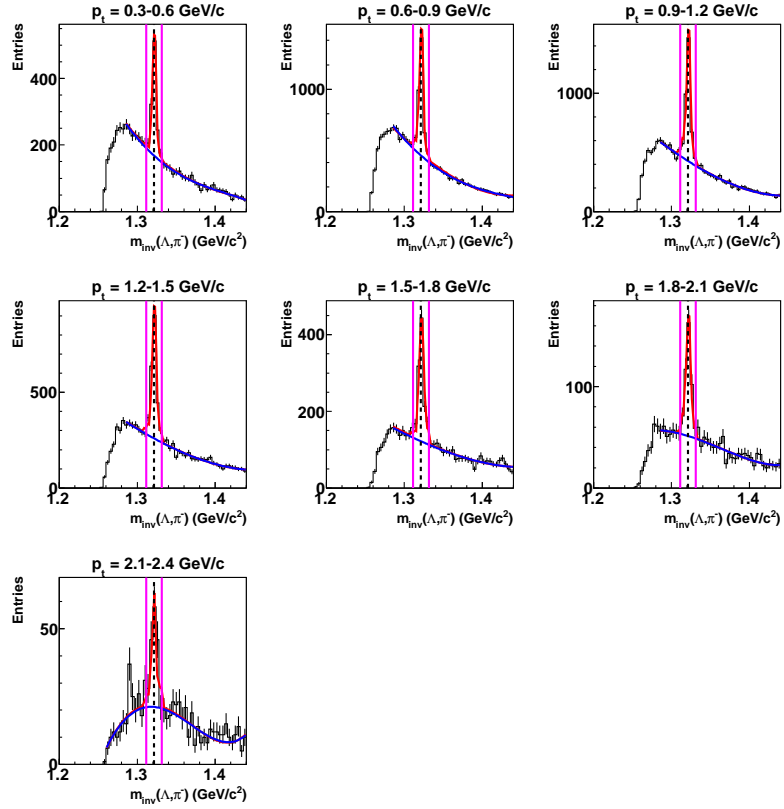 p_t = 0.3-0.6 GeV/c
Entries
400
200
0
1.2
1.3
1.4
m_inv(Λ,π⁻) (GeV/c²)
p_t = 0.6-0.9 GeV/c
Entries
1000
500
0
1.2
1.3
1.4
m_inv(Λ,π⁻) (GeV/c²)
p_t = 0.9-1.2 GeV/c
Entries
1000
0
1.2
1.3
1.4
m_inv(Λ,π⁻) (GeV/c²)
p_t = 1.2-1.5 GeV/c
Entries
500
0
1.2
1.3
1.4
m_inv(Λ,π⁻) (GeV/c²)
p_t = 1.5-1.8 GeV/c
Entries
400
200
0
1.2
1.3
1.4
m_inv(Λ,π⁻) (GeV/c²)
p_t = 1.8-2.1 GeV/c
Entries
100
0
1.2
1.3
1.4
m_inv(Λ,π⁻) (GeV/c²)
p_t = 2.1-2.4 GeV/c
Entries
50
0
1.2
1.3
1.4
m_inv(Λ,π⁻) (GeV/c²)